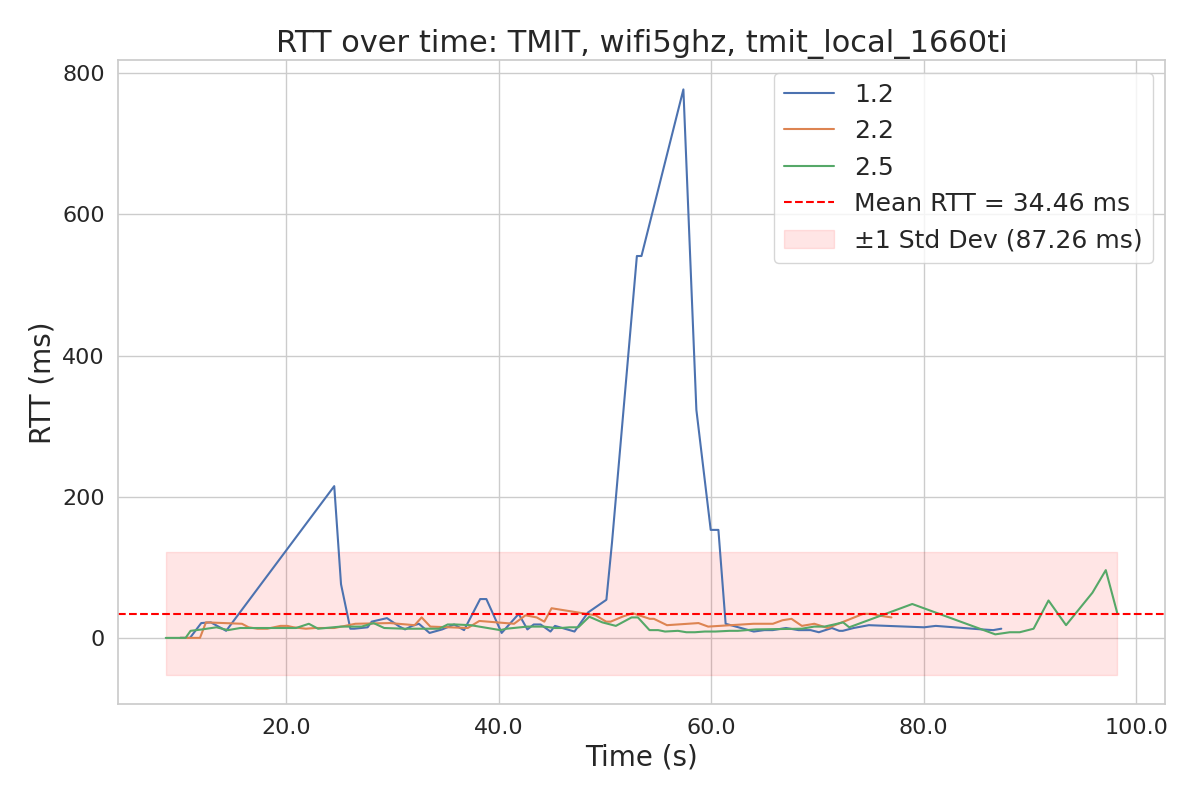 RTT over time: TMIT, wifi5ghz, tmit_local_1660ti
1.2
2.2
2.5
Mean RTT = 34.46 ms
±1 Std Dev (87.26 ms)
RTT (ms)
800
600
400
200
0
20.0 40.0 60.0 80.0 100.0
Time (s)